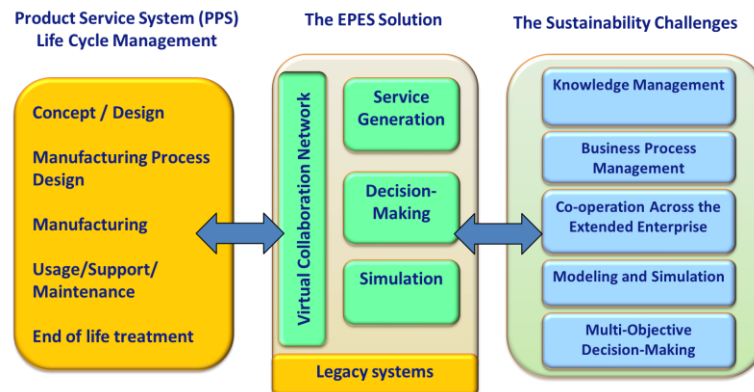 Product Service System (PPS)
Life Cycle Management
Concept / Design
Manufacturing Process
Design
Manufacturing
Usage/Support/
Maintenance
End of life treatment
The EPES Solution
Virtual Collaboration Network
Service
Generation
Decision-
Making
Simulation
Legacy systems
The Sustainability Challenges
Knowledge Management
Business Process
Management
Co-operation Across the
Extended Enterprise
Modeling and Simulation
Multi-Objective
Decision-Making